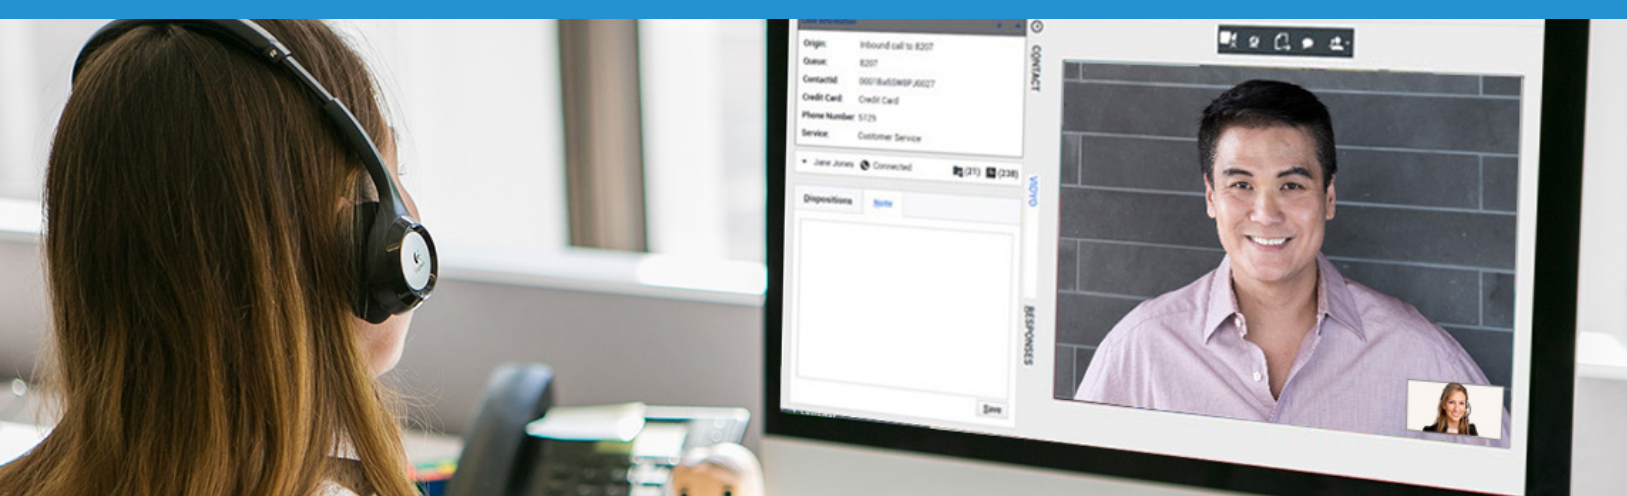 Origin: Inbound call to 8207
Queue: 8207
ContactId
Credit Card: Credit Card
Phone Number 5125
Service: Customer Service
Jane Jones Connected (21) (238)
Dispositions Note
Save
CONTACT
VIDYO
RESPONSES